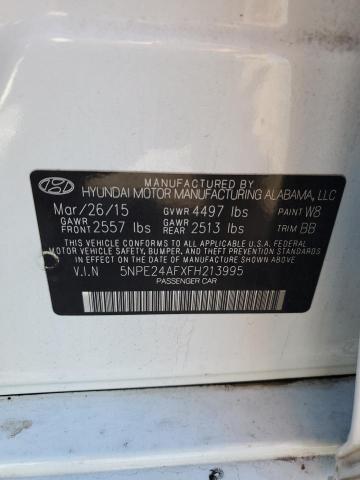 MANUFACTURED BY
HYUNDAI MOTOR MANUFACTURING ALABAMA, LLC
Mar/26/15 GVWR 4497 lbs PAINT W8
GAWR FRONT 2557 lbs GAWR REAR 2513 lbs TRIM BB
THIS VEHICLE CONFORMS TO ALL APPLICABLE U.S.A. FEDERAL
VEHICLE SAFETY, BUMPER, AND THEFT PREVENTION STANDARDS
IN EFFECT ON THE DATE OF MANUFACTURE SHOWN ABOVE.
V.I.N 5NPE24AFXFH213995
PASSENGER CAR